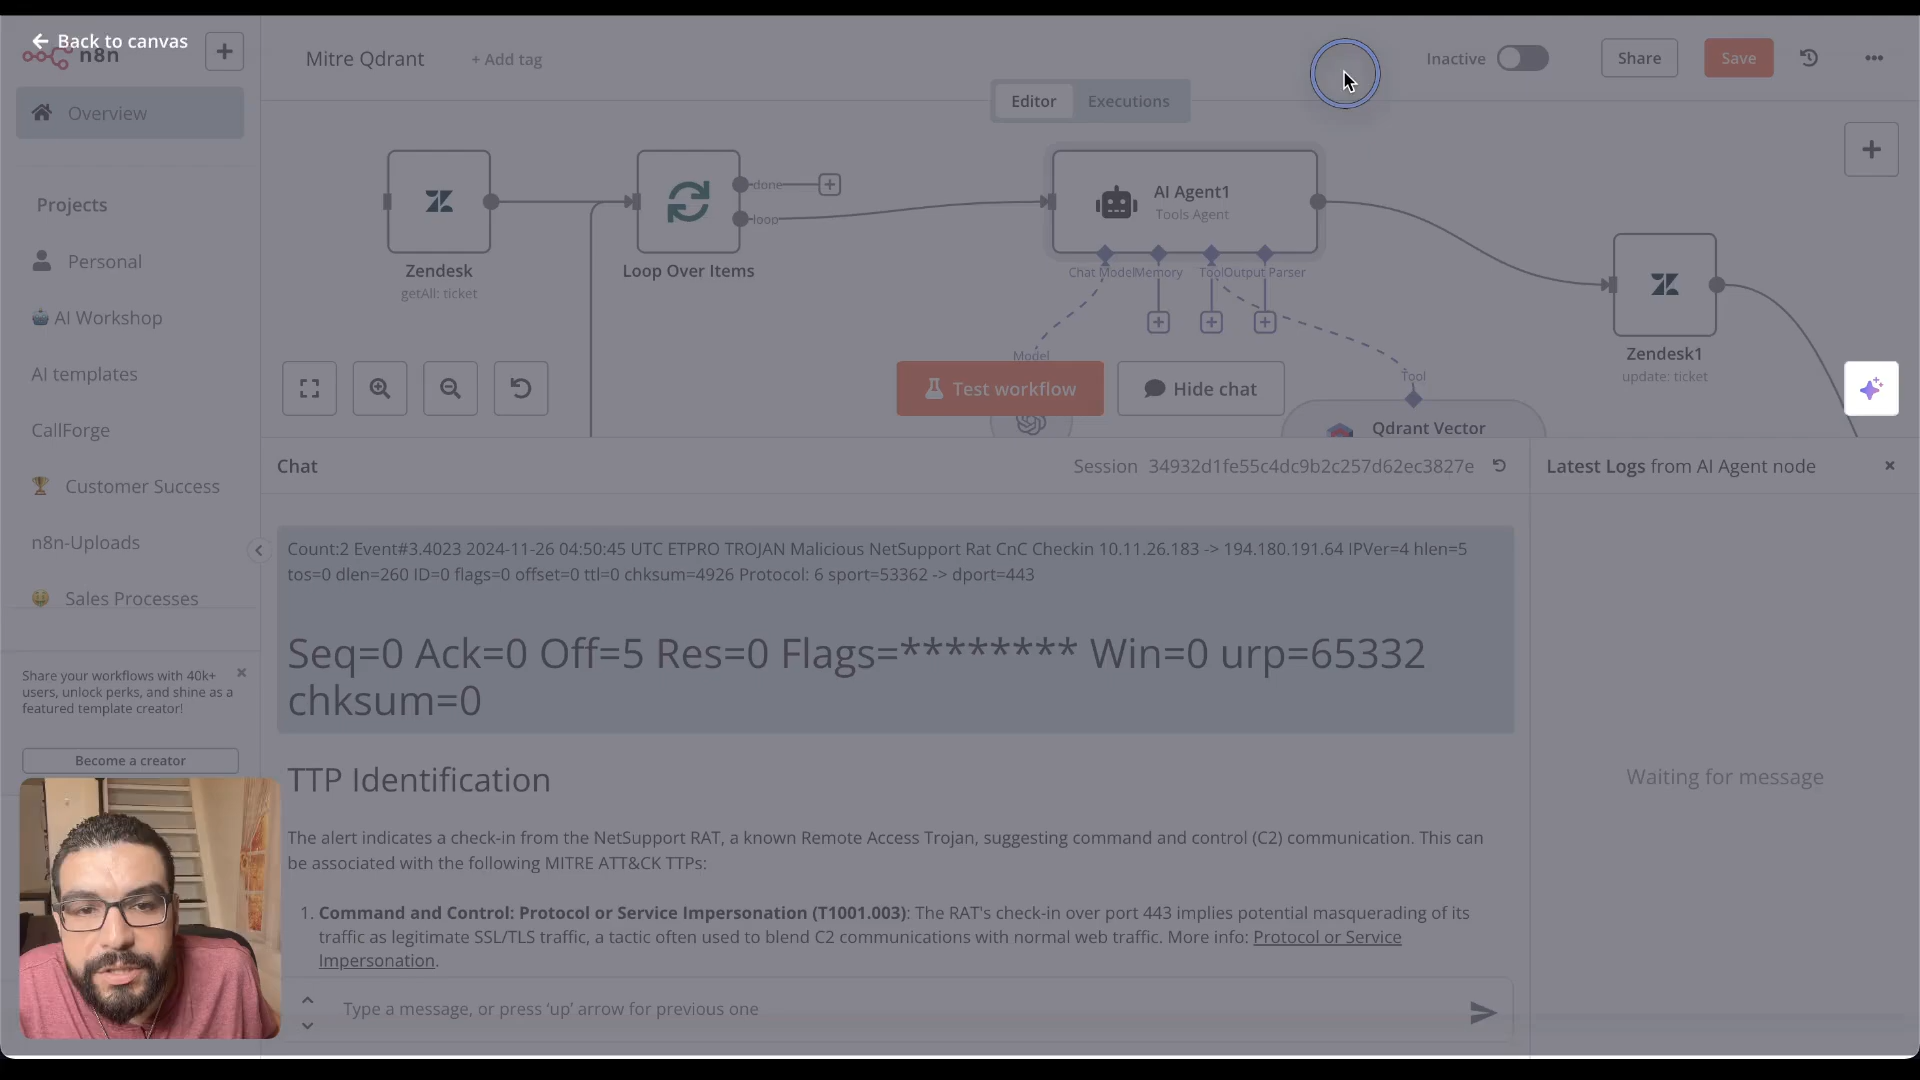 Back to canvas
n8n
Mitre Qdrant
+ Add tag
Inactive
Share
Save
Editor
Executions
Overview
Projects
Personal
AI Workshop
AI templates
CallForge
Customer Success
n8n-Uploads
Sales Processes
Share your workflows with 40k+
users, unlock perks, and shine as a
featured template creator!
Become a creator
Zendesk
getAll: ticket
Loop Over Items
done
loop
AI Agent1
Tools Agent
Chat Model
Memory
Tool
Output Parser
Model
Tool
Qdrant Vector
Zendesk1
update: ticket
Test workflow
Hide chat
Chat
Session 34932d1fe55c4dc9b2c257d62ec3827e
Latest Logs from AI Agent node
Count:2 Event#3.4023 2024-11-26 04:50:45 UTC ETPRO TROJAN Malicious NetSupport Rat CnC Checkin 10.11.26.183 -> 194.180.191.64 IPVer=4 hlen=5
tos=0 dlen=260 ID=0 flags=0 offset=0 ttl=0 chksum=4926 Protocol: 6 sport=53362 -> dport=443
Seq=0 Ack=0 Off=5 Res=0 Flags=******** Win=0 urp=65332
chksum=0
TTP Identification
The alert indicates a check-in from the NetSupport RAT, a known Remote Access Trojan, suggesting command and control (C2) communication. This can
be associated with the following MITRE ATT&CK TTPs:
1. Command and Control: Protocol or Service Impersonation (T1001.003): The RAT's check-in over port 443 implies potential masquerading of its
traffic as legitimate SSL/TLS traffic, a tactic often used to blend C2 communications with normal web traffic. More info: Protocol or Service
Impersonation.
Waiting for message
Type a message, or press ‘up’ arrow for previous one